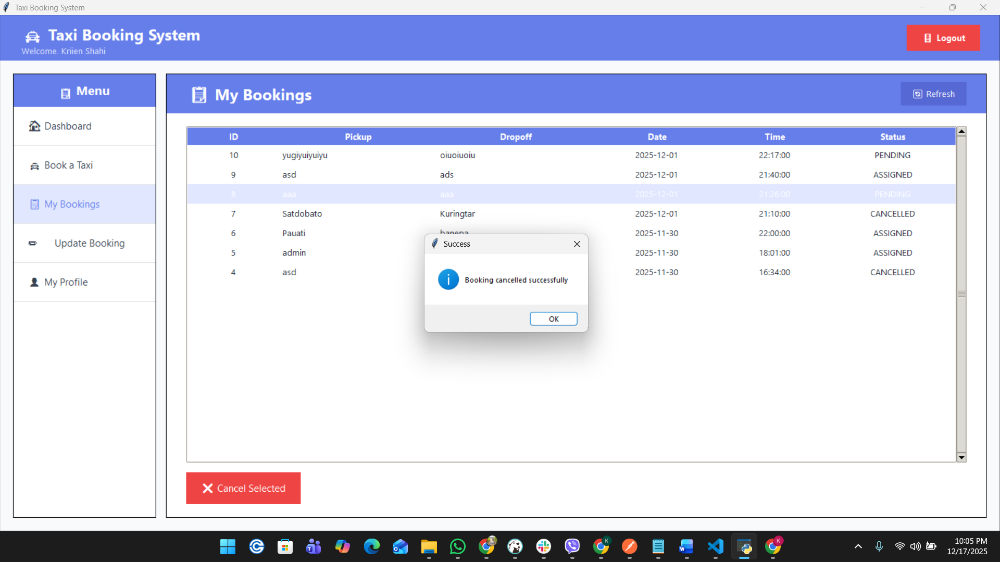 Taxi Booking System
Taxi Booking System
Welcome. Kriien Shahi
Logout
Menu
Dashboard
Book a Taxi
My Bookings
Update Booking
My Profile
My Bookings
Refresh
ID Pickup Dropoff Date Time Status
10 yugiyuiyuiyu oiuoiuoiu 2025-12-01 22:17:00 PENDING
9 asd ads 2025-12-01 21:40:00 ASSIGNED
8 aaa aaa 2025-12-01 21:26:00 PENDING
7 Satdobato Kuringtar 2025-12-01 21:10:00 CANCELLED
6 Pauati banepa 2025-11-30 22:00:00 ASSIGNED
5 admin 2025-11-30 18:01:00 ASSIGNED
4 asd 2025-11-30 16:34:00 CANCELLED
Success
Booking cancelled successfully
OK
Cancel Selected
10:05 PM
12/17/2025